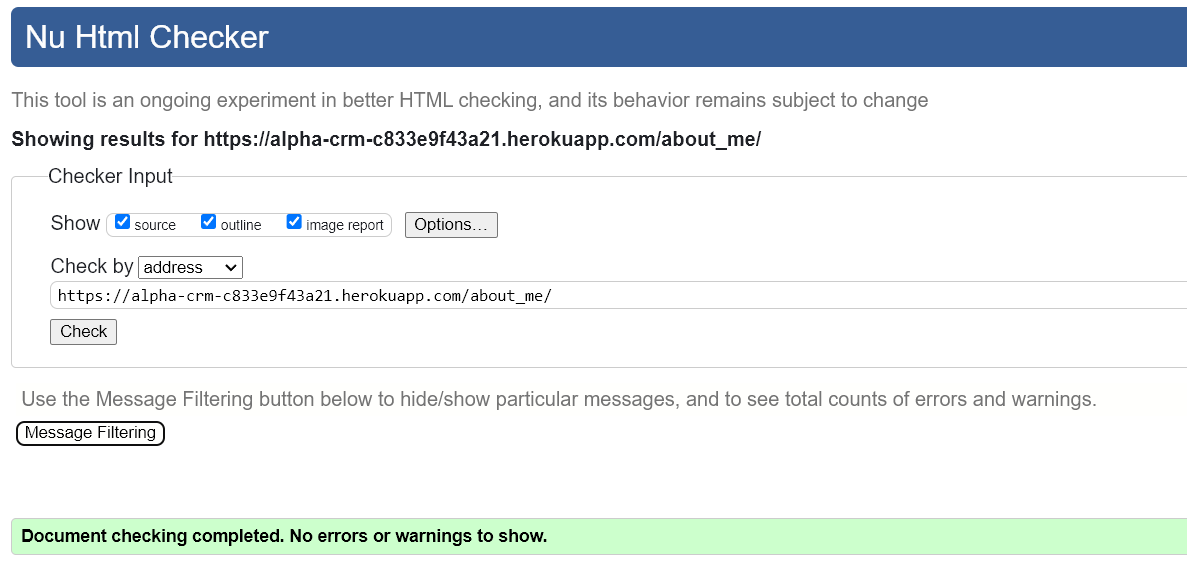 Nu Html Checker
This tool is an ongoing experiment in better HTML checking, and its behavior remains subject to change
Showing results for https://alpha-crm-c833e9f43a21.herokuapp.com/about_me/
Checker Input
Show source outline image report Options...
Check by address
https://alpha-crm-c833e9f43a21.herokuapp.com/about_me/
Check
Use the Message Filtering button below to hide/show particular messages, and to see total counts of errors and warnings.
Message Filtering
Document checking completed. No errors or warnings to show.